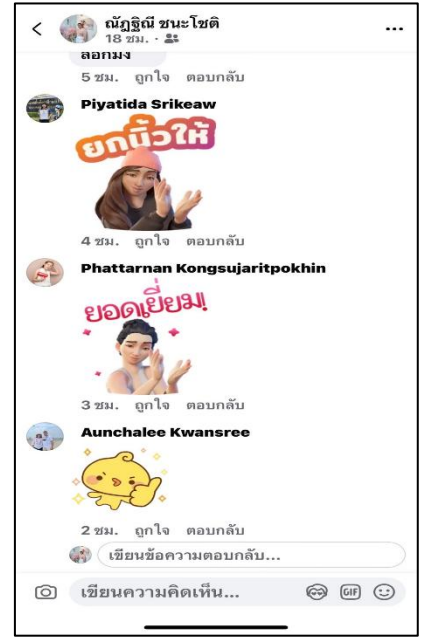 ณัฎฐิณี ชนะโชติ
18 ชม. ·
ลอกมง
5 ชม. ถูกใจ ตอบกลับ
Piyatida Srikeaw
ยกนิ้วให้
4 ชม. ถูกใจ ตอบกลับ
Phattarnan Kongsujaritpokhin
ยอดเยี่ยม!
3 ชม. ถูกใจ ตอบกลับ
Aunchalee Kwansree
2 ชม. ถูกใจ ตอบกลับ
เขียนข้อความตอบกลับ...
เขียนความคิดเห็น...
GIF